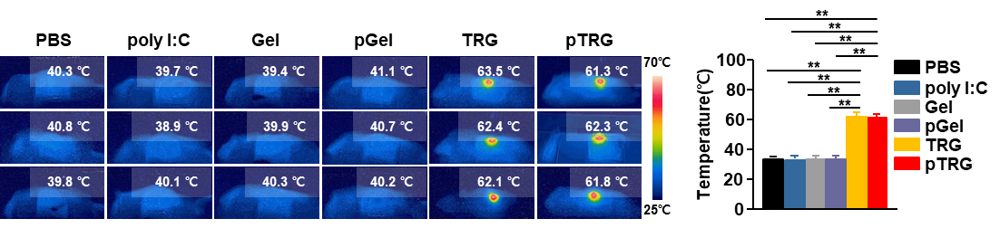 PBS poly I:C Gel pGel TRG pTRG
40.3 ℃ 39.7 ℃ 39.4 ℃ 41.1 ℃ 63.5 ℃ 61.3 ℃
40.8 ℃ 38.9 ℃ 39.9 ℃ 40.7 ℃ 62.4 ℃ 62.3 ℃
39.8 ℃ 40.1 ℃ 40.3 ℃ 40.2 ℃ 62.1 ℃ 61.8 ℃
70℃
25℃
**
**
**
**
**
**
**
**
Temperature(℃)
100
80
60
40
20
0
PBS
poly I:C
Gel
pGel
TRG
pTRG